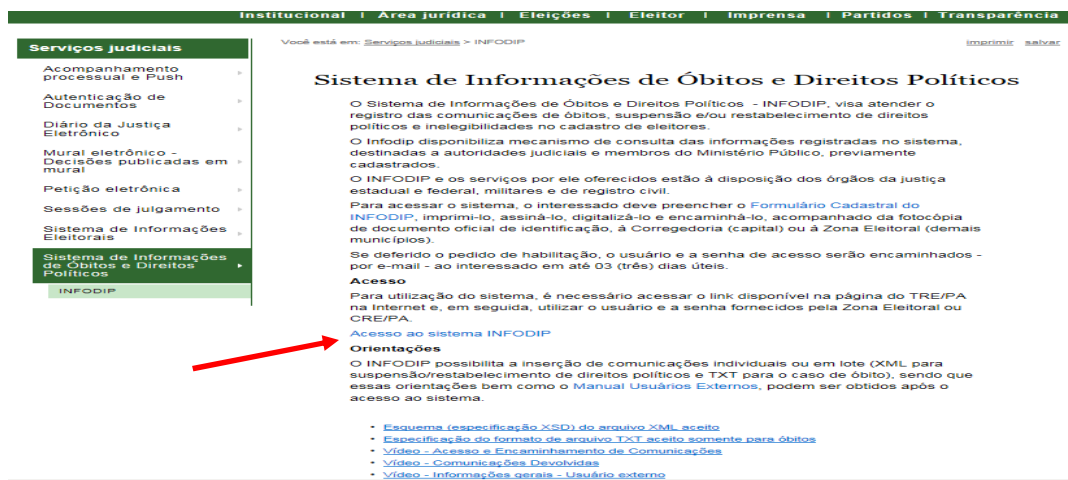 Institucional | Área jurídica | Eleições | Eleitor | Imprensa | Partidos | Transparência
Serviços judiciais
Acompanhamento
processual e Push
Autenticação de
Documentos
Diário da Justiça
Eletrônico
Mural eletrônico -
Decisões publicadas em
mural
Petição eletrônica
Sessões de julgamento
Sistema de Informações
Eleitorais
Sistema de Informações
de Óbitos e Direitos
Políticos
INFODIP
Você está em: Serviços judiciais > INFODIP
imprimir salvar
Sistema de Informações de Óbitos e Direitos Políticos
O Sistema de Informações de Óbitos e Direitos Políticos - INFODIP, visa atender o
registro das comunicações de óbitos, suspensão e/ou restabelecimento de direitos
políticos e inelegibilidades no cadastro de eleitores.
O Infodip disponibiliza mecanismo de consulta das informações registradas no sistema,
destinadas a autoridades judiciais e membros do Ministério Público, previamente
cadastrados.
O INFODIP e os serviços por ele oferecidos estão à disposição dos órgãos da justiça
estadual e federal, militares e de registro civil.
Para acessar o sistema, o interessado deve preencher o Formulário Cadastral do
INFODIP, imprimi-lo, assiná-lo, digitalizá-lo e encaminhá-lo, acompanhado da fotocópia
de documento oficial de identificação, à Corregedoria (capital) ou à Zona Eleitoral (demais
municípios).
Se deferido o pedido de habilitação, o usuário e a senha de acesso serão encaminhados -
por e-mail - ao interessado em até 03 (três) dias úteis.
Acesso
Para utilização do sistema, é necessário acessar o link disponível na página do TRE/PA
na Internet e, em seguida, utilizar o usuário e a senha fornecidos pela Zona Eleitoral ou
CRE/PA.
Acesso ao sistema INFODIP
Orientações
O INFODIP possibilita a inserção de comunicações individuais ou em lote (XML para
suspensão/restabelecimento de direitos políticos e TXT para o caso de óbito), sendo que
essas orientações bem como o Manual Usuários Externos, podem ser obtidos após o
acesso ao sistema.
• Esquema (especificação XSD) do arquivo XML aceito
• Especificação do formato de arquivo TXT aceito somente para óbitos
• Vídeo - Acesso e Encaminhamento de Comunicações
• Vídeo - Comunicações Devolvidas
• Vídeo - Informações gerais - Usuário externo